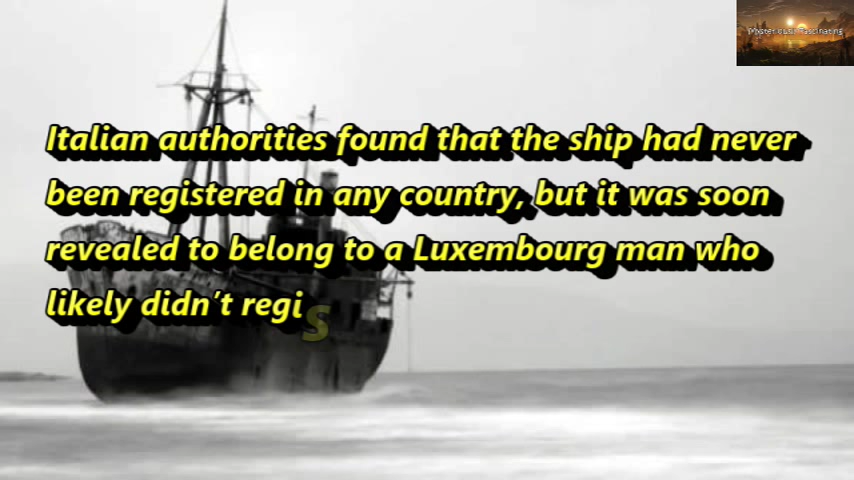 Italian authorities found that the ship had never
been registered in any country, but it was soon
revealed to belong to a Luxembourg man who
likely didn't regis